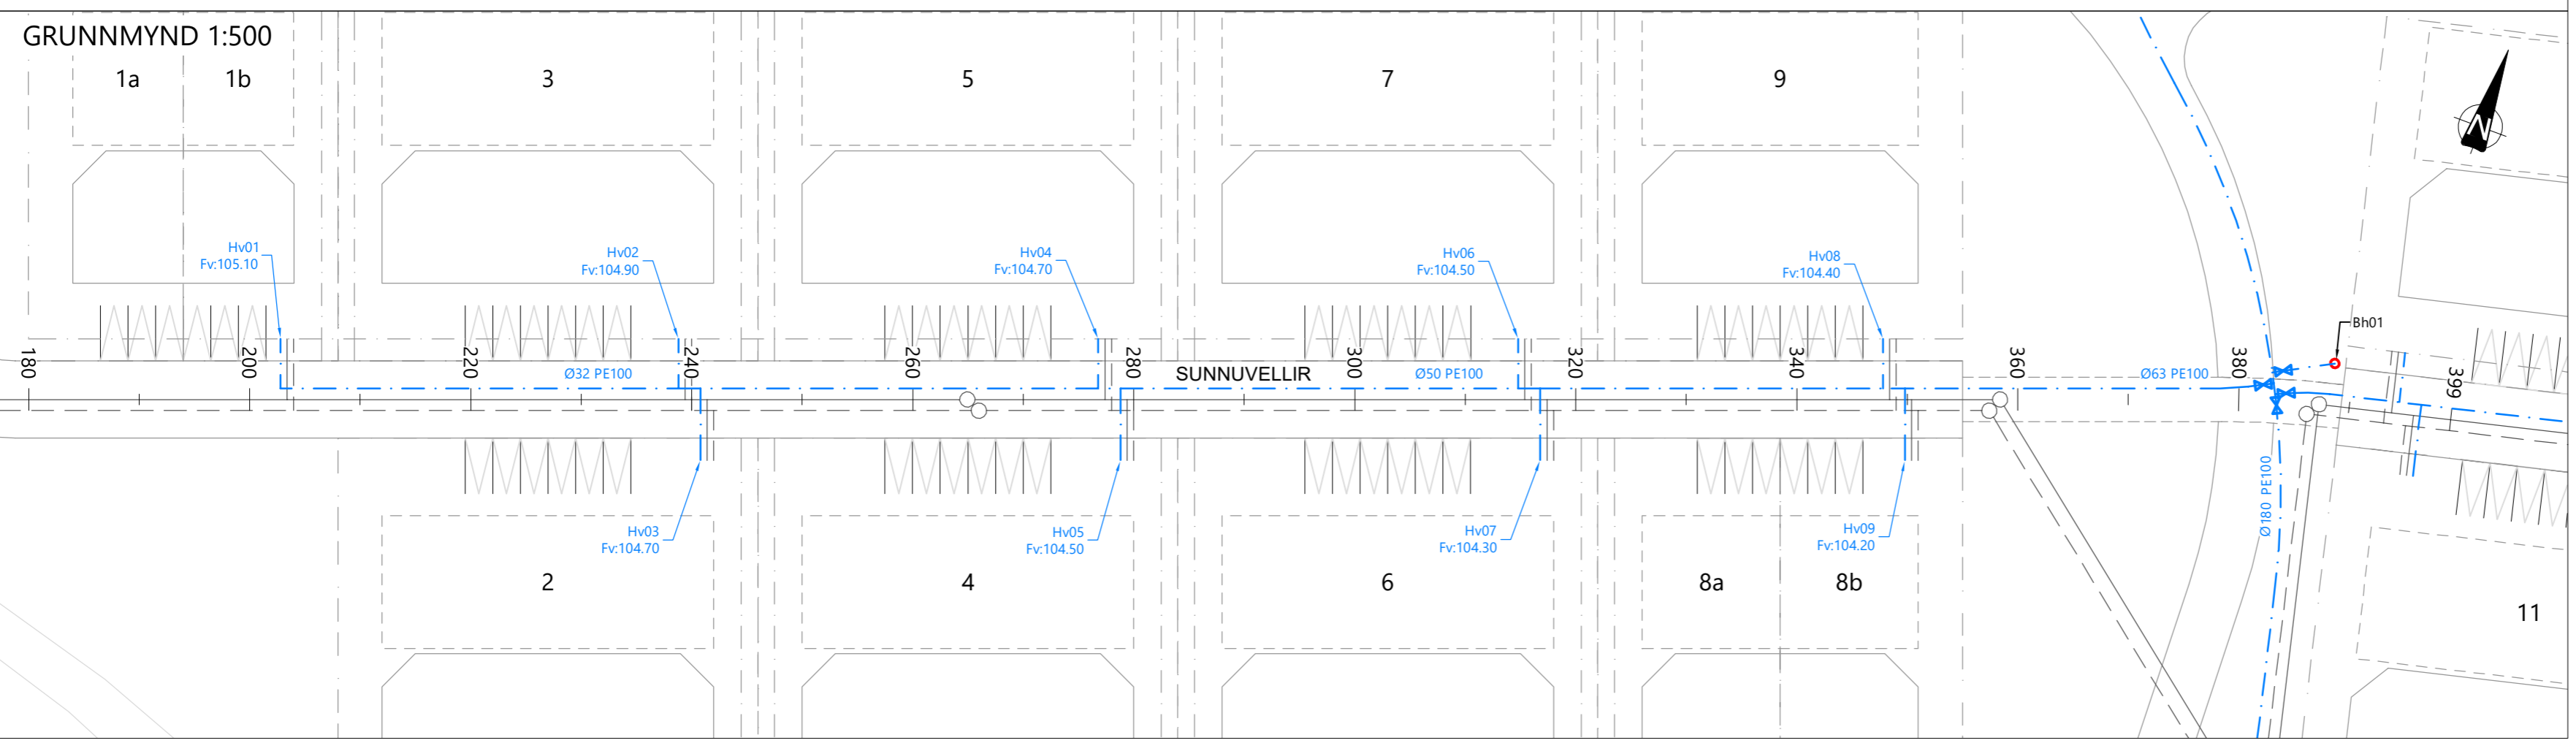 GRUNNMYND 1:500
1a
1b
3
5
7
9
N
Hv01
Fv:105.10
Hv02
Fv:104.90
Hv04
Fv:104.70
Hv06
Fv:104.50
Hv08
Fv:104.40
Bh01
180
200
220
240
260
280
300
320
340
360
380
399
Ø32 PE100
SUNNUVELLIR
Ø50 PE100
Ø63 PE100
Ø180 PE100
Hv03
Fv:104.70
Hv05
Fv:104.50
Hv07
Fv:104.30
Hv09
Fv:104.20
2
4
6
8a
8b
11